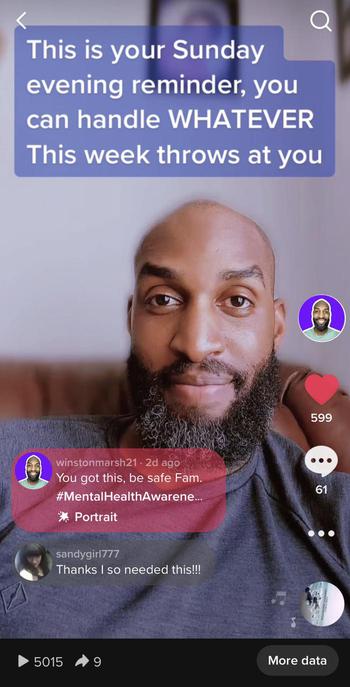 This is your Sunday
evening reminder, you
can handle WHATEVER
This week throws at you
599
winstonmarsh21 · 2d ago
You got this, be safe Fam.
#MentalHealthAwarene...
Portrait
61
sandygirl777
Thanks I so needed this!!!
5015
9
More data